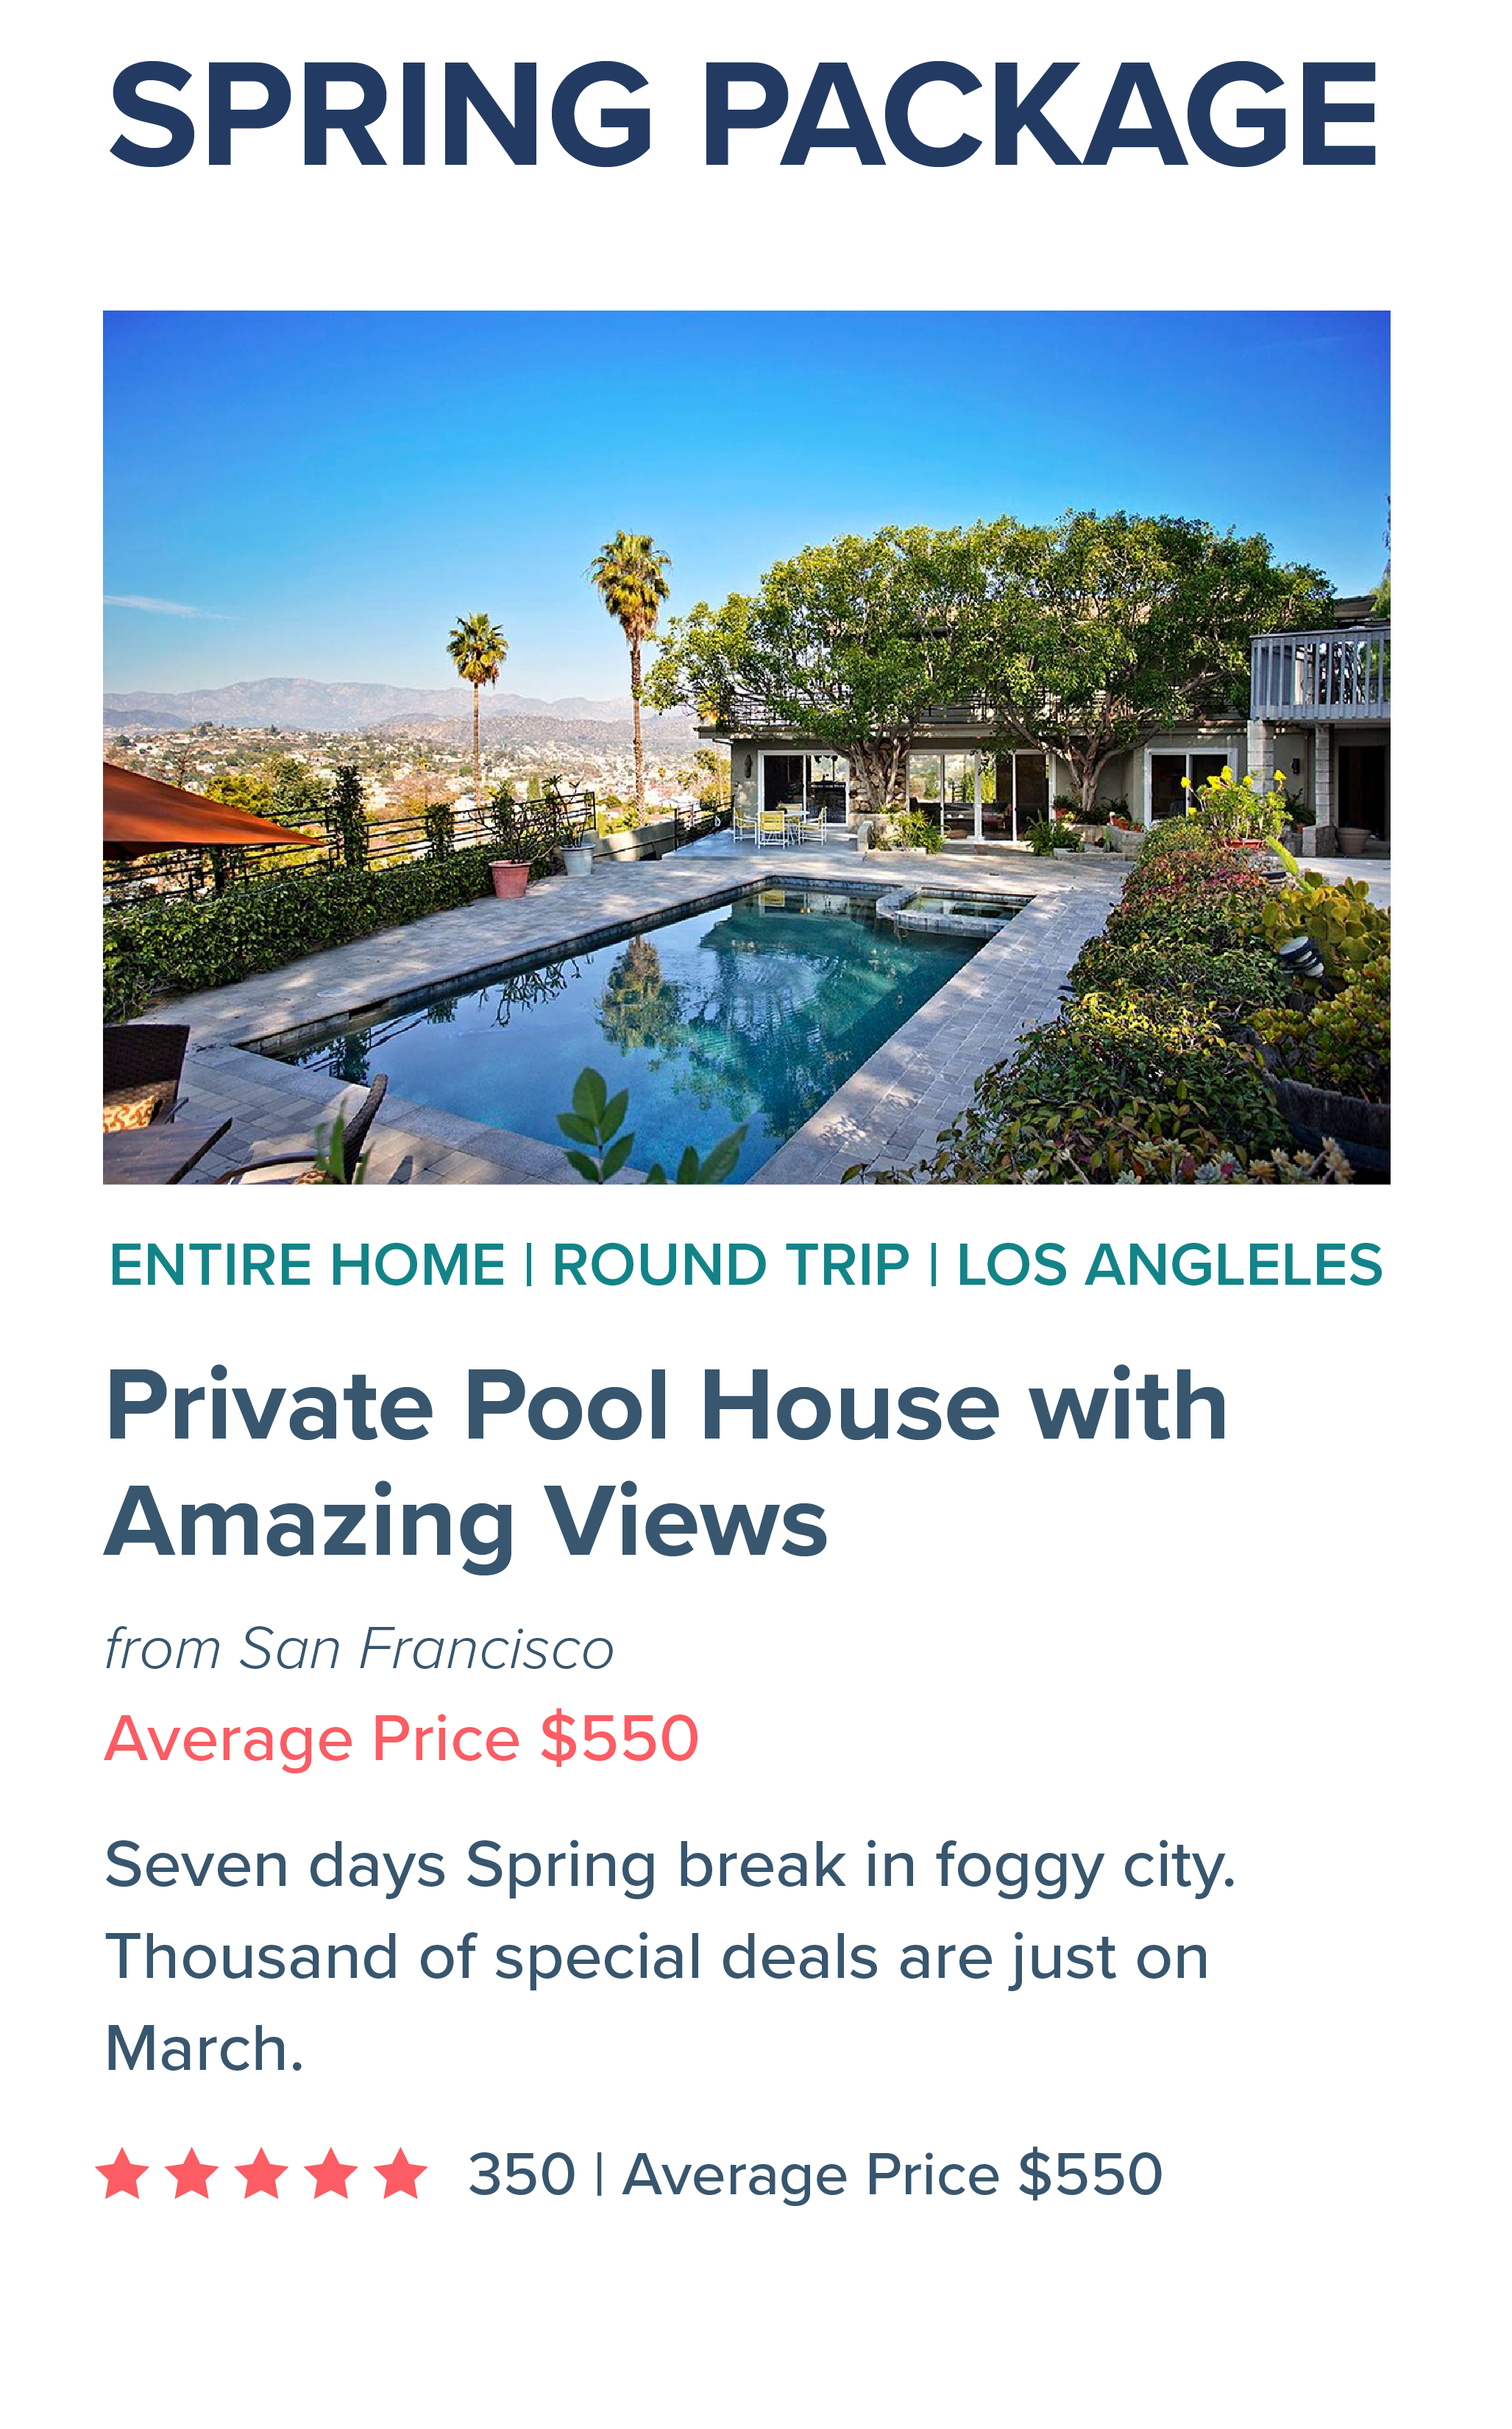 SPRING PACKAGE
ENTIRE HOME | ROUND TRIP | LOS ANGLELES
Private Pool House with
Amazing Views
from San Francisco
Average Price $550
Seven days Spring break in foggy city.
Thousand of special deals are just on
March.
350 | Average Price $550